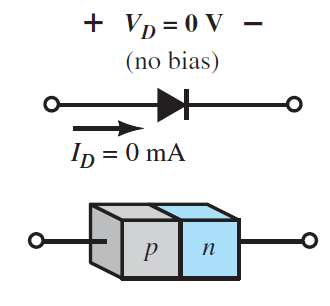 + V_D = 0 V −
(no bias)
I_D = 0 mA
p n